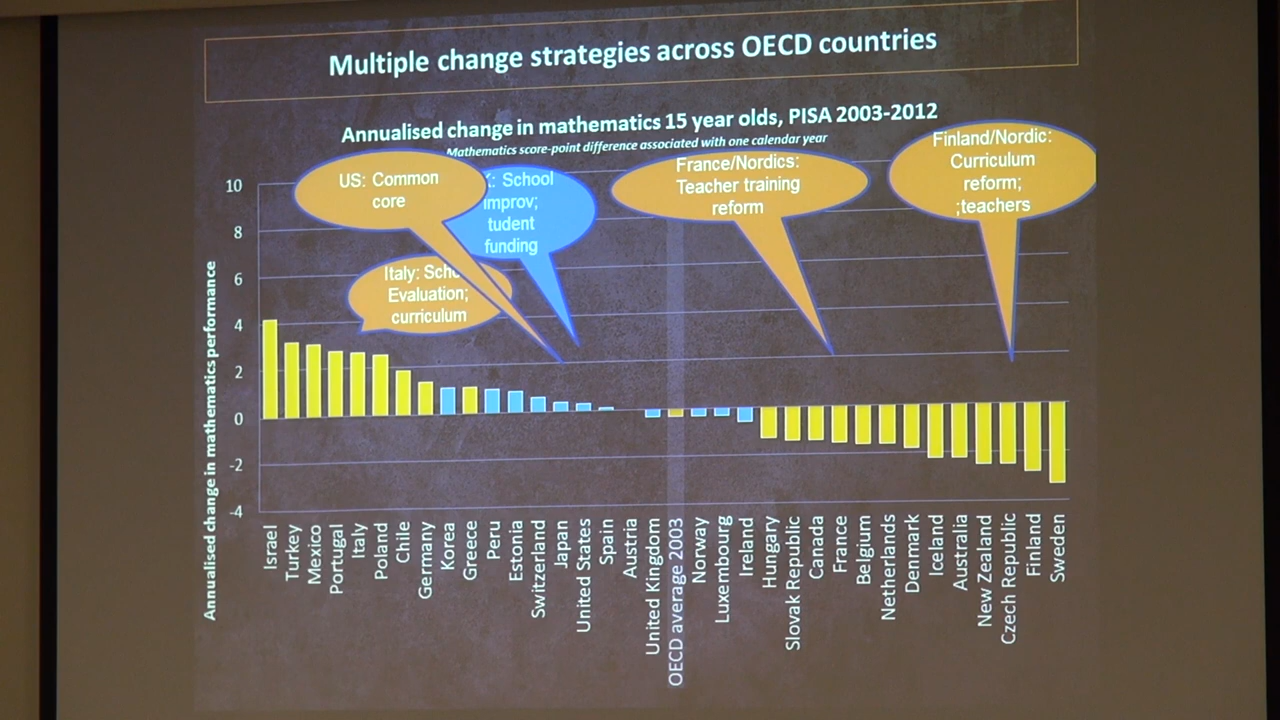 Multiple change strategies across OECD countries
Annualised change in mathematics 15 year olds, PISA 2003-2012
Mathematics score-point difference associated with one calendar year
US: Common
core
: School
improv;
tudent
funding
Italy:
Evaluation;
curriculum
France/Nordics:
Teacher training
reform
Finland/Nordic:
Curriculum
reform;
;teachers
Annualised change in mathematics performance
10
8
6
4
2
0
-2
-4
Israel
Turkey
Mexico
Portugal
Italy
Poland
Chile
Germany
Korea
Greece
Peru
Estonia
Switzerland
Japan
United States
Spain
Austria
United Kingdom
OECD average 2003
Norway
Luxembourg
Ireland
Hungary
Slovak Republic
Canada
France
Belgium
Netherlands
Denmark
Iceland
Australia
New Zealand
Czech Republic
Finland
Sweden